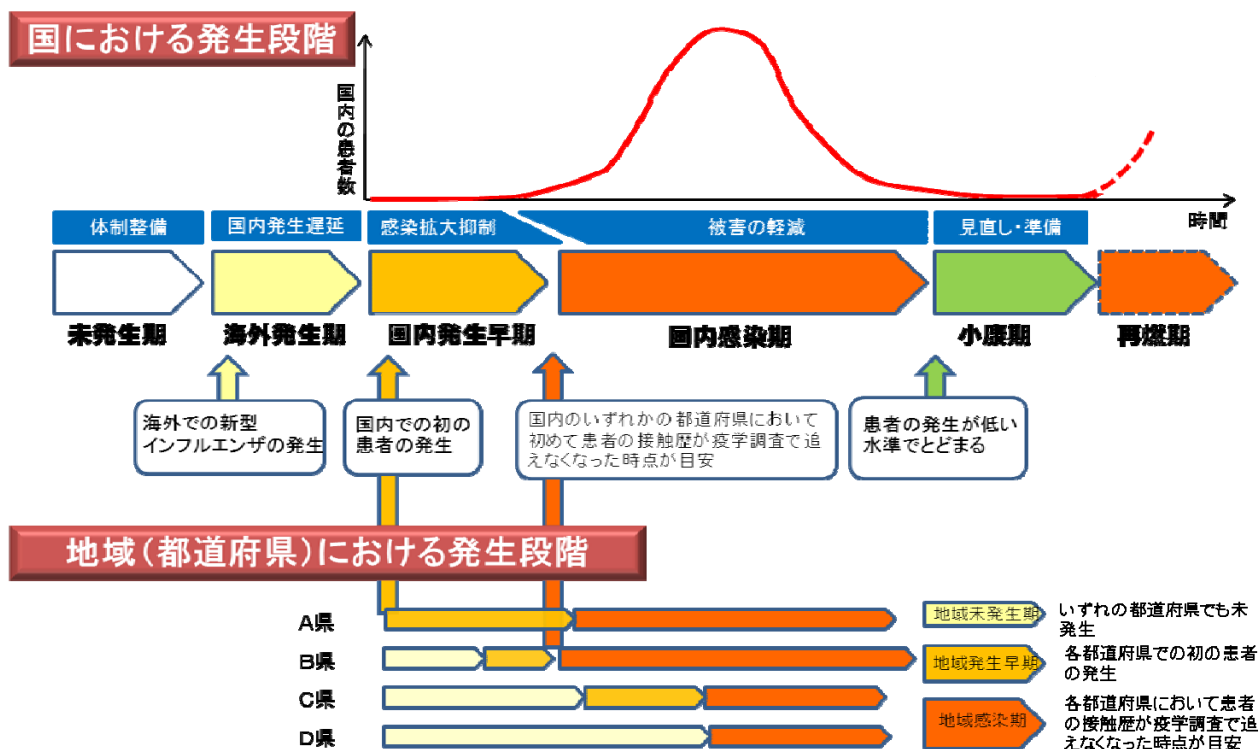 国における発生段階
国内の患者数
時間
体制整備
国内発生遅延
感染拡大抑制
被害の軽減
見直し・準備
未発生期
海外発生期
国内発生早期
国内感染期
小康期
再燃期
海外での新型
インフルエンザの発生
国内での初の
患者の発生
国内のいずれかの都道府県において
初めて患者の接触歴が疫学調査で追
えなくなった時点が目安
患者の発生が低い
水準でとどまる
地域(都道府県)における発生段階
A県
B県
C県
D県
地域未発生期
いずれの都道府県でも未
発生
地域発生早期
各都道府県での初の患者
の発生
地域感染期
各都道府県において患者
の接触歴が疫学調査で追
えなくなった時点が目安